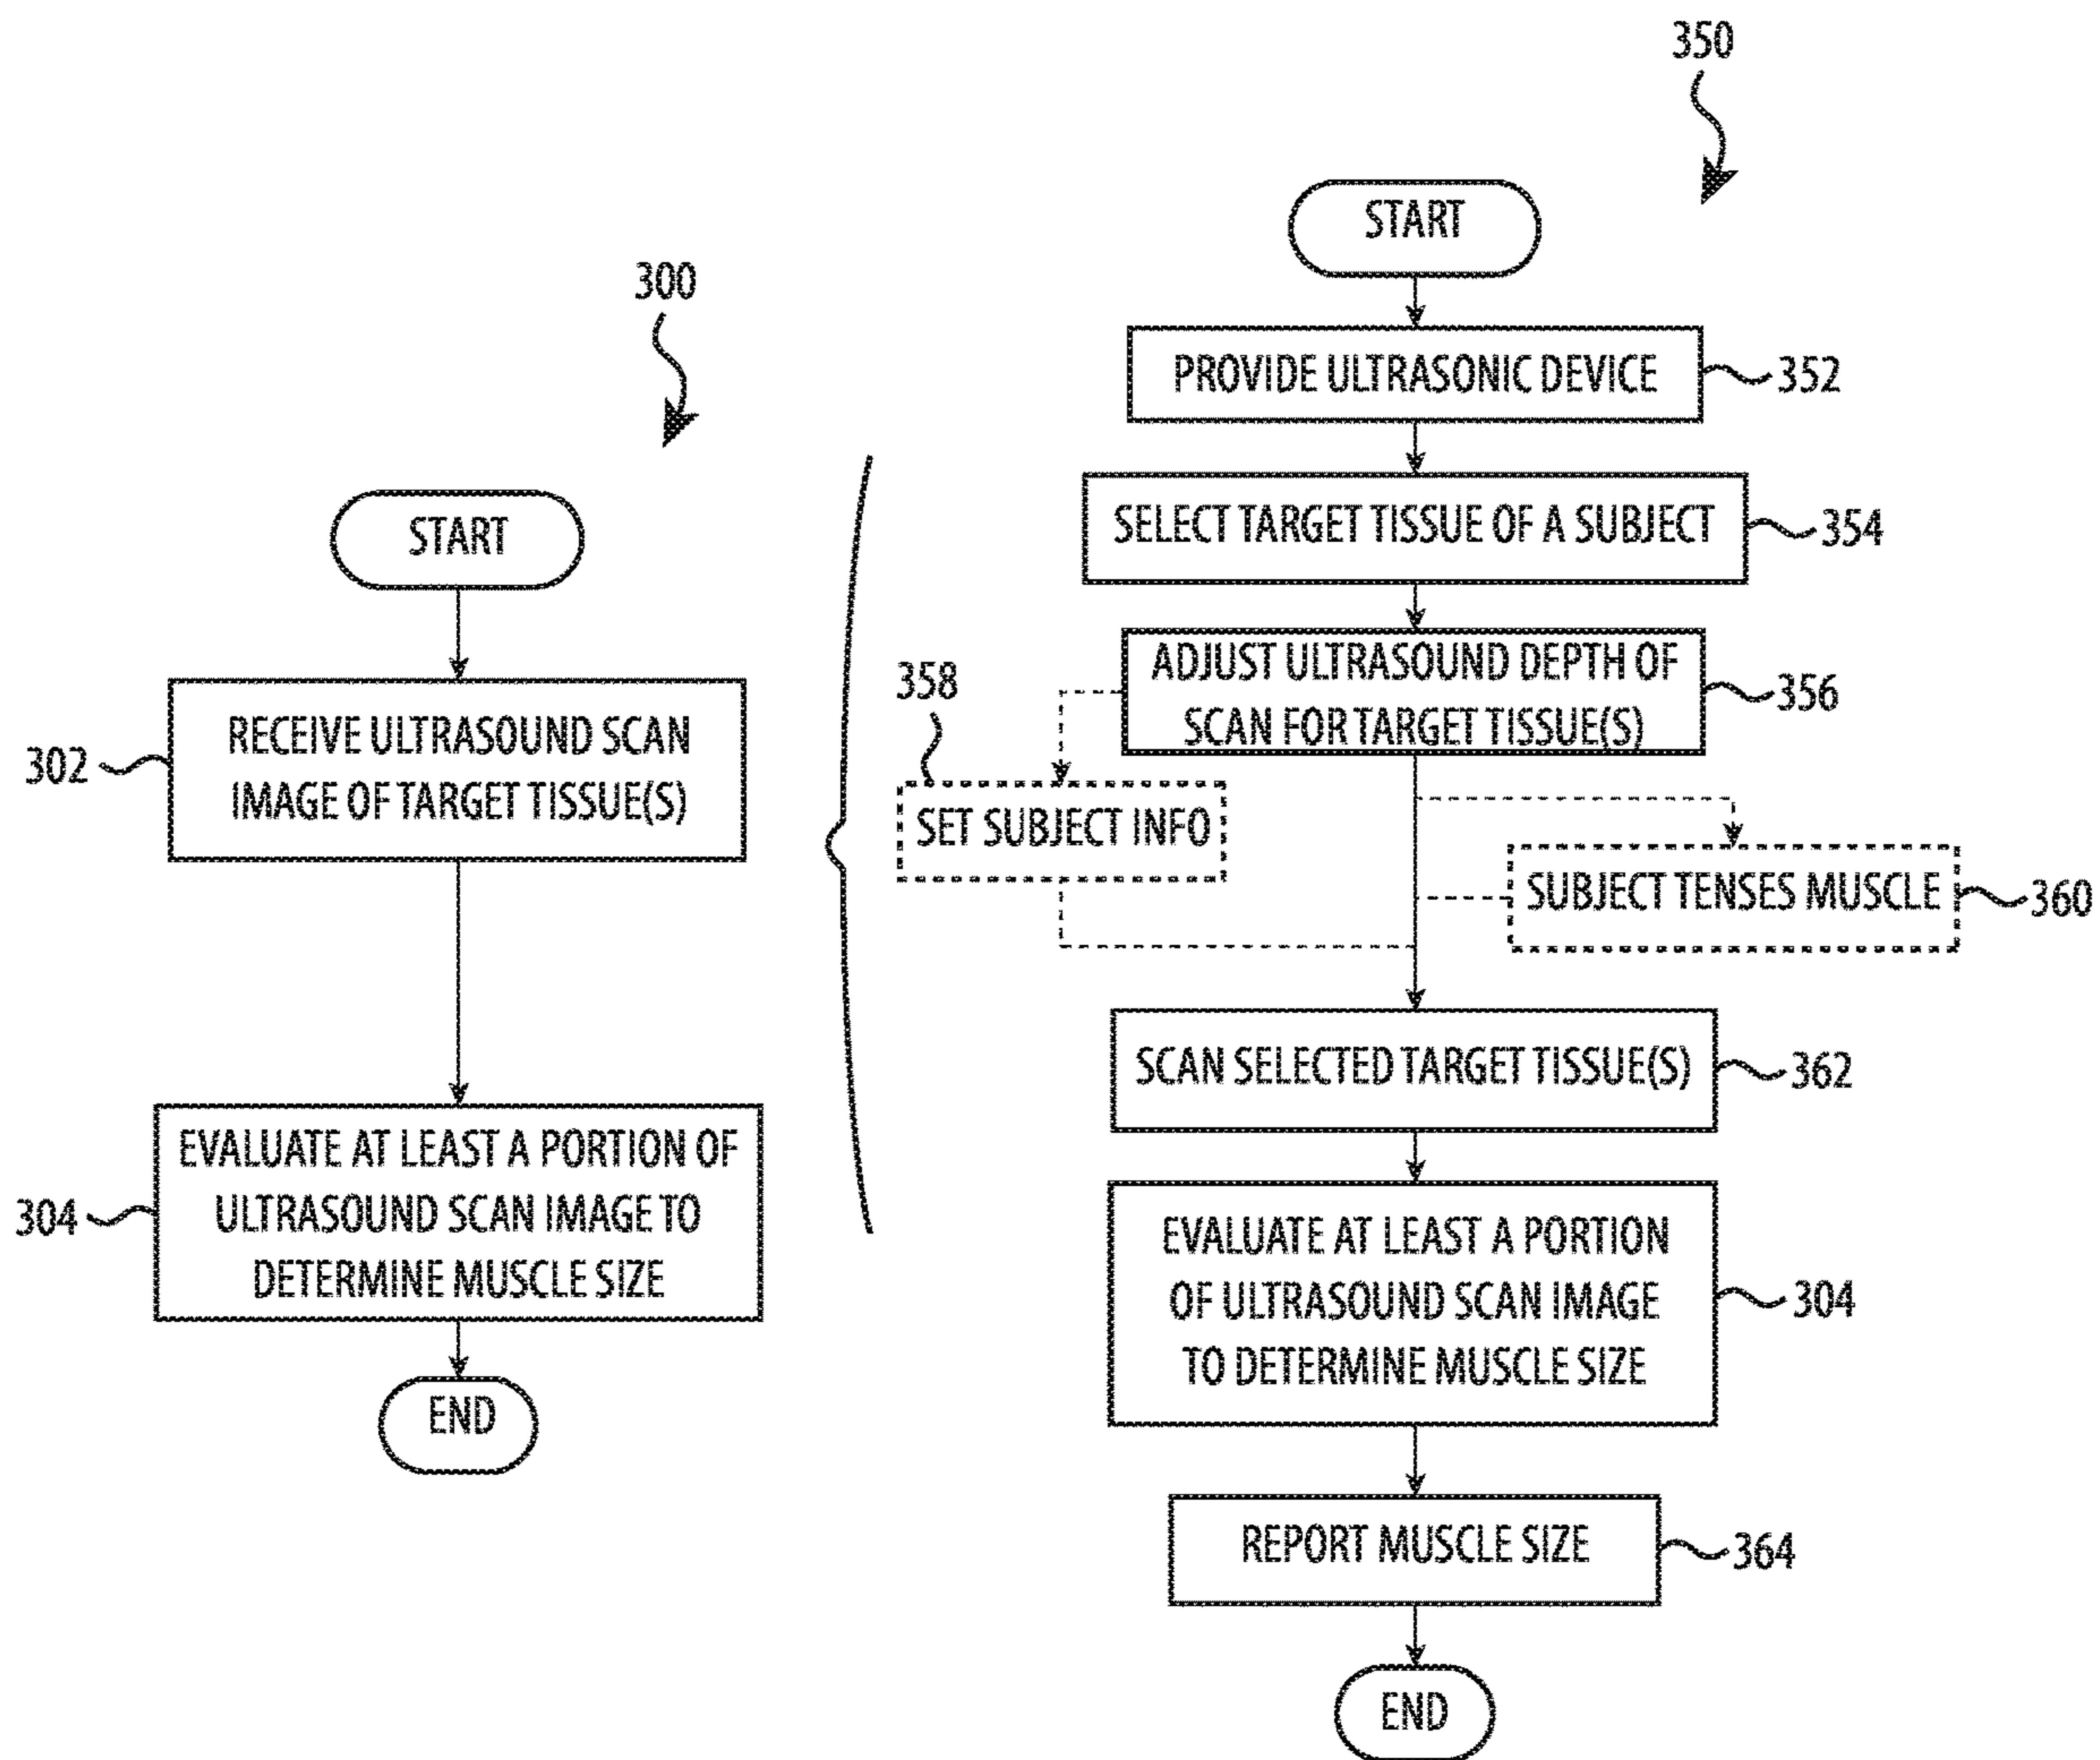 300
START
302
RECEIVE ULTRASOUND SCAN
IMAGE OF TARGET TISSUE(S)
304
EVALUATE AT LEAST A PORTION OF
ULTRASOUND SCAN IMAGE TO
DETERMINE MUSCLE SIZE
END
350
START
PROVIDE ULTRASONIC DEVICE
352
SELECT TARGET TISSUE OF A SUBJECT
354
ADJUST ULTRASOUND DEPTH OF
SCAN FOR TARGET TISSUE(S)
356
358
SET SUBJECT INFO
SUBJECT TENSES MUSCLE
360
SCAN SELECTED TARGET TISSUE(S)
362
EVALUATE AT LEAST A PORTION
OF ULTRASOUND SCAN IMAGE
TO DETERMINE MUSCLE SIZE
304
REPORT MUSCLE SIZE
364
END